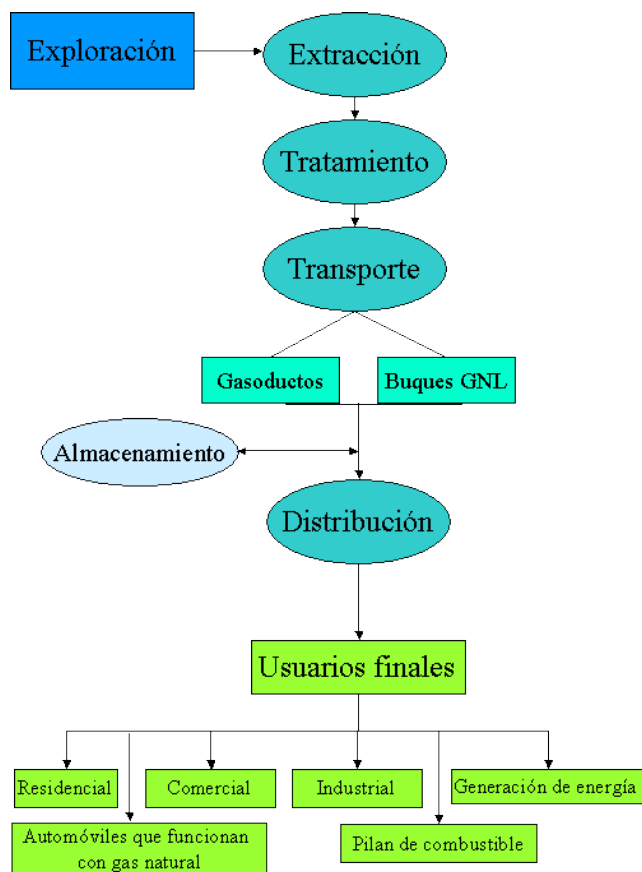 Exploración
Extracción
Tratamiento
Transporte
Gasoductos
Buques GNL
Almacenamiento
Distribución
Usuarios finales
Residencial
Comercial
Industrial
Generación de energía
Automóviles que funcionan
con gas natural
Pilan de combustible